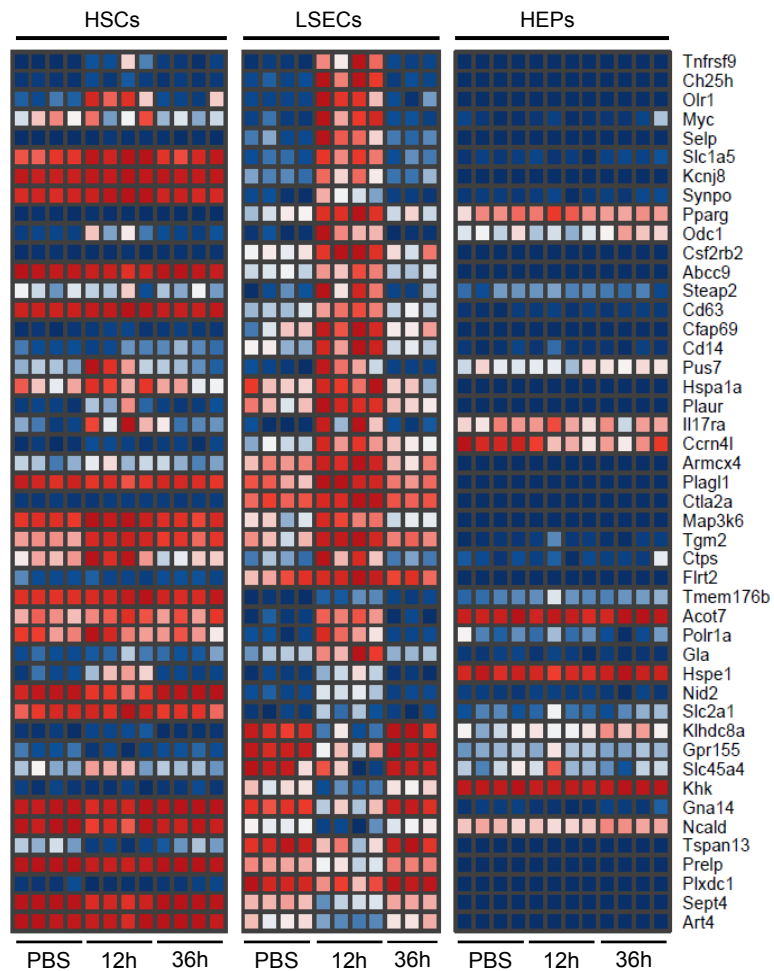 HSCs LSECs HEPs
Tnfrsf9
Ch25h
Olr1
Myc
Selp
Slc1a5
Kcnj8
Synpo
Pparg
Odc1
Csf2rb2
Abcc9
Steap2
Cd63
Cfap69
Cd14
Pus7
Hspa1a
Plaur
Il17ra
Ccrn4l
Armcx4
Plagl1
Ctla2a
Map3k6
Tgm2
Ctps
Flrt2
Tmem176b
Acot7
Polr1a
Gla
Hspe1
Nid2
Slc2a1
Klhdc8a
Gpr155
Slc45a4
Khk
Gna14
Ncald
Tspan13
Prelp
Plxdc1
Sept4
Art4
PBS 12h 36h PBS 12h 36h PBS 12h 36h